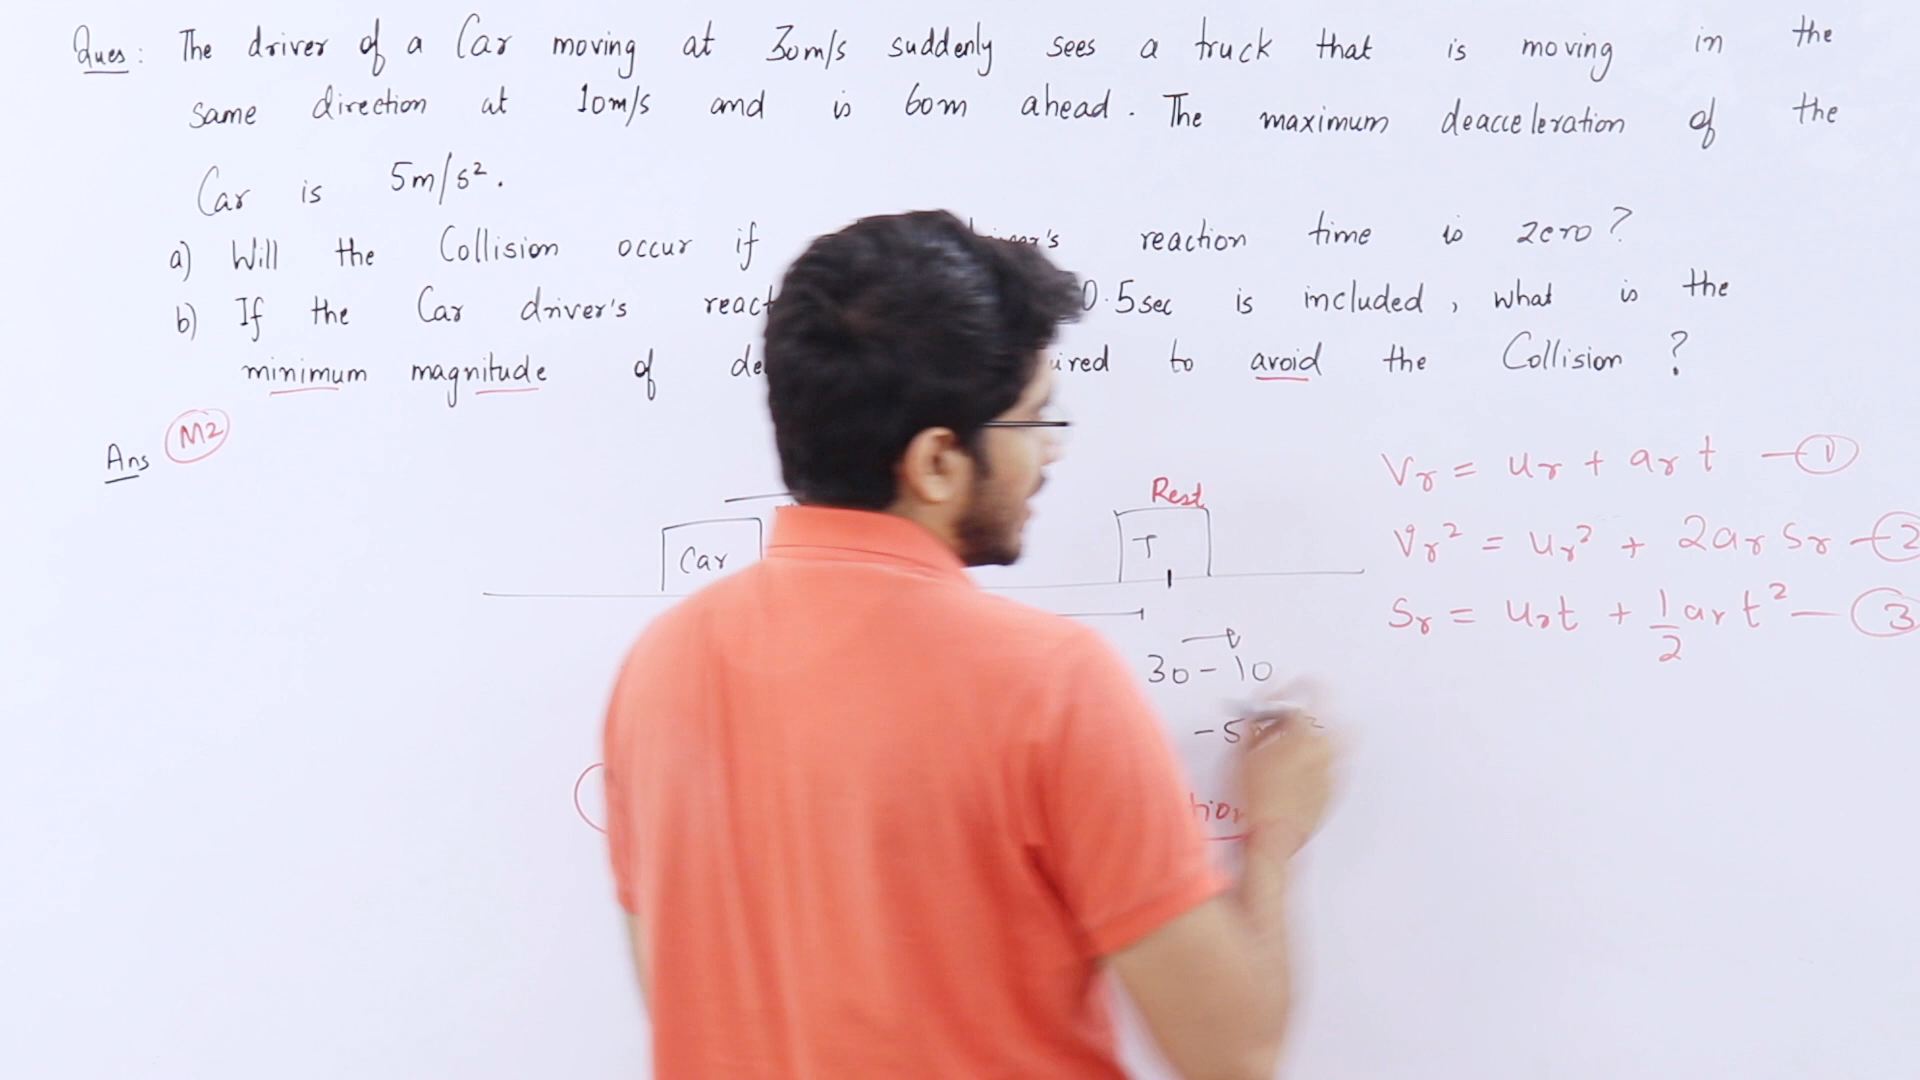 Ques: The driver of a Car moving at 30m/s suddenly sees a truck that is moving in the
same direction at 10m/s and is 60m ahead. The maximum deacceleration of the
Car is 5m/s².
a) Will the Collision occur if reaction time is zero?
b) If the Car driver's 0.5sec is included, what is the
minimum magnitude of to avoid the Collision?
Ans M2
Rest
Car T
30-10
-5
Vr = ur + ar t —①
Vr² = ur² + 2ar Sr —②
Sr = urt + 1/2 ar t² —③